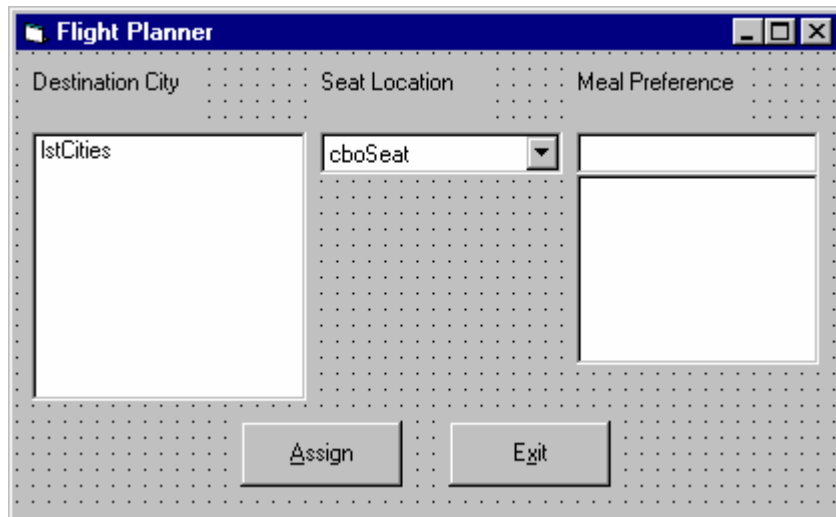 Flight Planner
Destination City
Seat Location
Meal Preference
lstCities
cboSeat
Assign
Exit